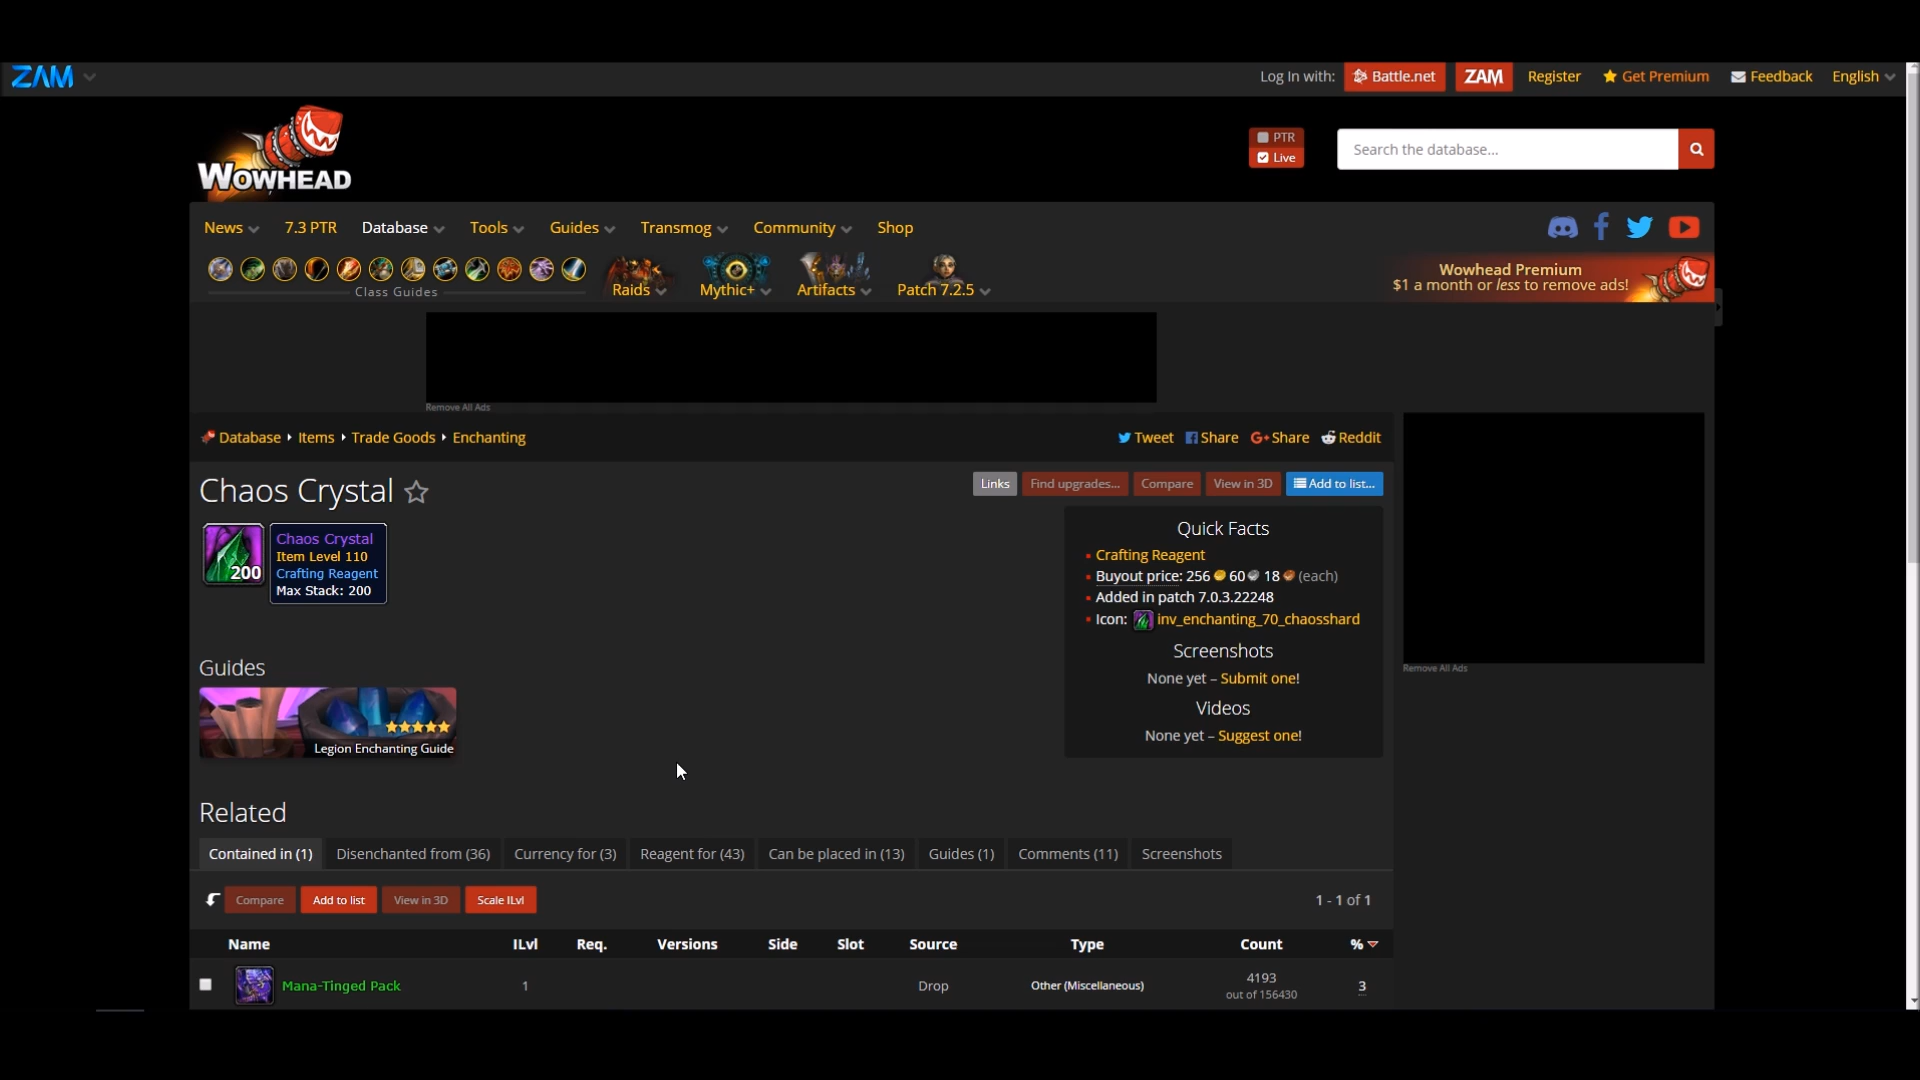 ZAM
Log In with: Battle.net ZAM Register Get Premium Feedback English
WOWHEAD
PTR
Live
Search the database...
News 7.3 PTR Database Tools Guides Transmog Community Shop
Class Guides
Raids Mythic+ Artifacts Patch 7.2.5
Wowhead Premium
$1 a month or less to remove ads!
Remove All Ads
Database Items Trade Goods Enchanting
Tweet Share G+ Share Reddit
Chaos Crystal
Links Find upgrades... Compare View in 3D Add to list...
200
Chaos Crystal
Item Level 110
Crafting Reagent
Max Stack: 200
Quick Facts
Crafting Reagent
Buyout price: 256 60 18 (each)
Added in patch 7.0.3.22248
Icon: inv_enchanting_70_chaosshard
Screenshots
None yet – Submit one!
Videos
None yet – Suggest one!
Remove All Ads
Guides
Legion Enchanting Guide
Related
Contained in (1) Disenchanted from (36) Currency for (3) Reagent for (43) Can be placed in (13) Guides (1) Comments (11) Screenshots
Compare Add to list View in 3D Scale ILvl
1 - 1 of 1
Name ILvl Req. Versions Side Slot Source Type Count %
Mana-Tinged Pack 1 Drop Other (Miscellaneous) 4193 3
out of 156430